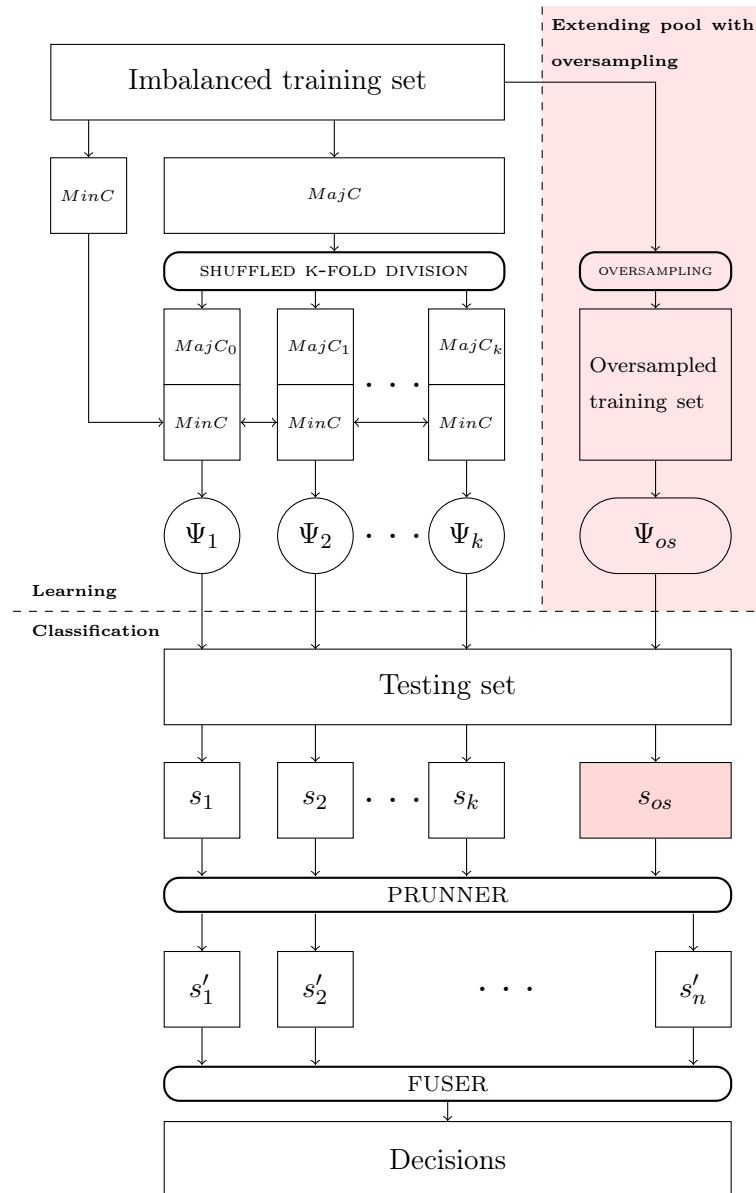 Extending pool with
oversampling
Imbalanced training set
MinC
MajC
SHUFFLED K-FOLD DIVISION
OVERSAMPLING
MajC₀
MajC₁
MajCₖ
· · ·
Oversampled
training set
MinC
MinC
MinC
Ψ₁
Ψ₂
· · ·
Ψₖ
Ψₒₛ
Learning
Classification
Testing set
s₁
s₂
· · ·
sₖ
sₒₛ
PRUNNER
s′₁
s′₂
· · ·
s′ₙ
FUSER
Decisions